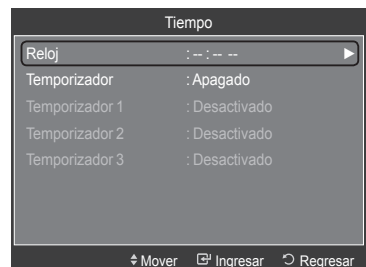 Tiempo
Reloj : -- : -- --
Temporizador : Apagado
Temporizador 1 : Desactivado
Temporizador 2 : Desactivado
Temporizador 3 : Desactivado
Mover Ingresar Regresar